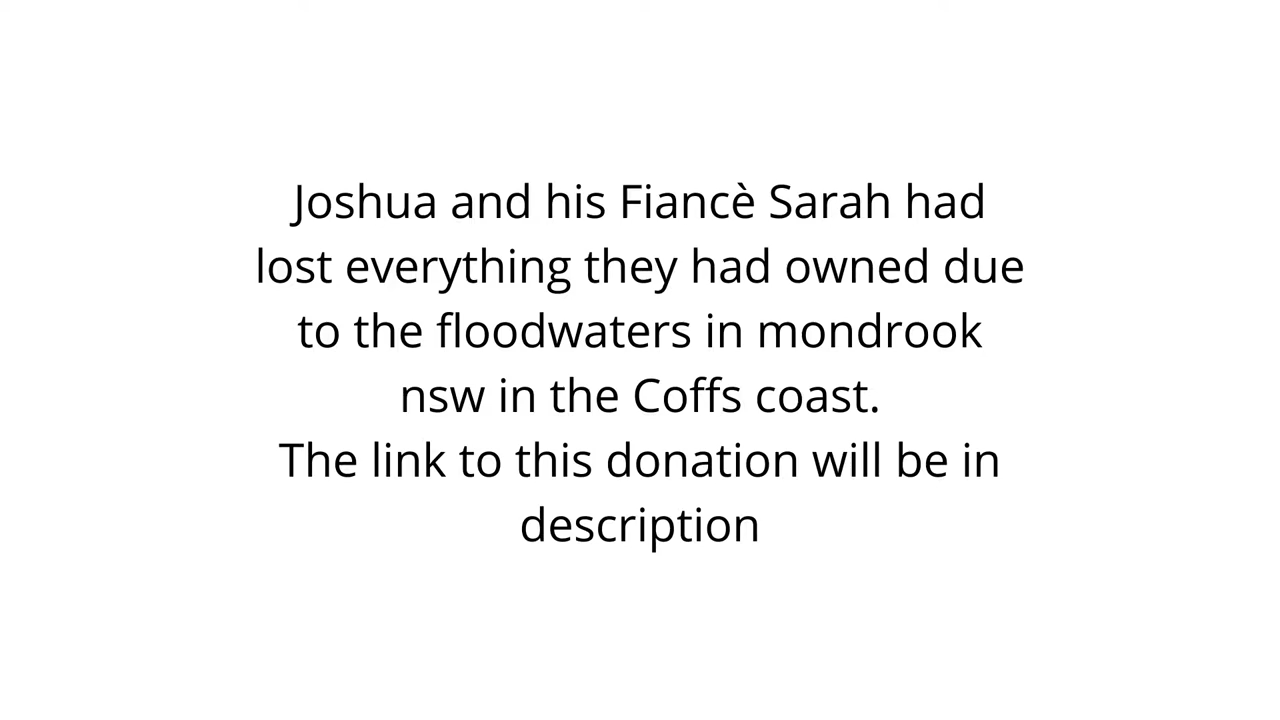 Joshua and his Fiancè Sarah had
lost everything they had owned due
to the floodwaters in mondrook
nsw in the Coffs coast.
The link to this donation will be in
description